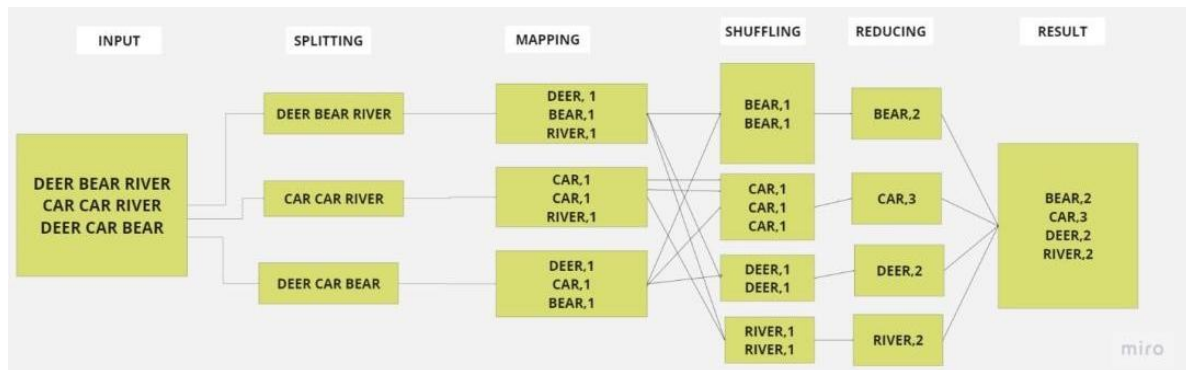 INPUT
SPLITTING
MAPPING
SHUFFLING
REDUCING
RESULT
DEER BEAR RIVER
CAR CAR RIVER
DEER CAR BEAR
DEER BEAR RIVER
CAR CAR RIVER
DEER CAR BEAR
DEER, 1
BEAR,1
RIVER,1
CAR,1
CAR,1
RIVER,1
DEER,1
CAR,1
BEAR,1
BEAR,1
BEAR,1
CAR,1
CAR,1
CAR,1
DEER,1
DEER,1
RIVER,1
RIVER,1
BEAR,2
CAR,3
DEER,2
RIVER,2
BEAR,2
CAR,3
DEER,2
RIVER,2
miro